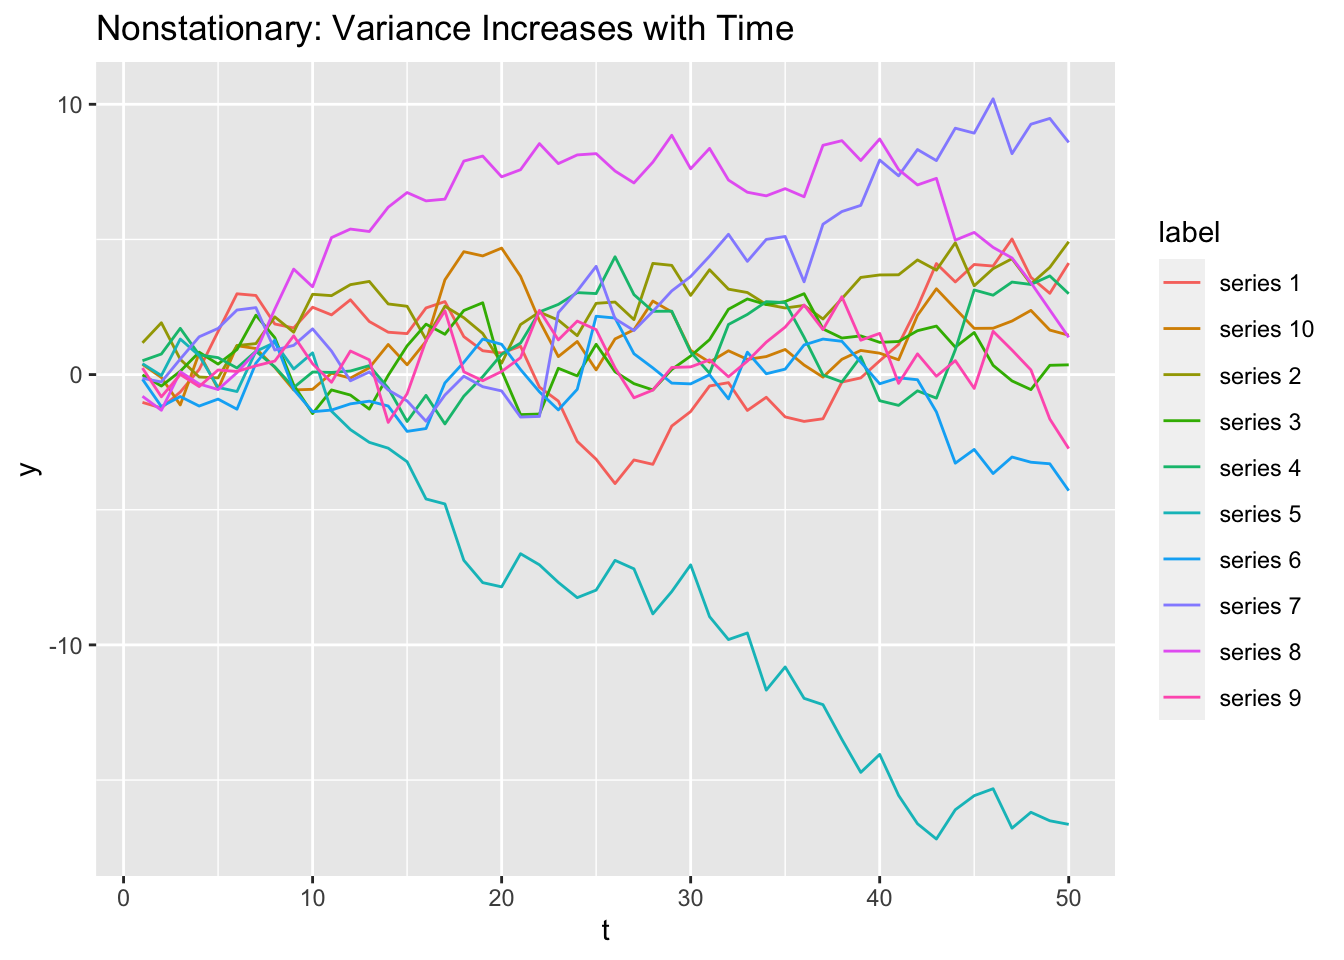 Nonstationary: Variance Increases with Time
10
0
-10
y
0 10 20 30 40 50
t
label
series 1
series 10
series 2
series 3
series 4
series 5
series 6
series 7
series 8
series 9